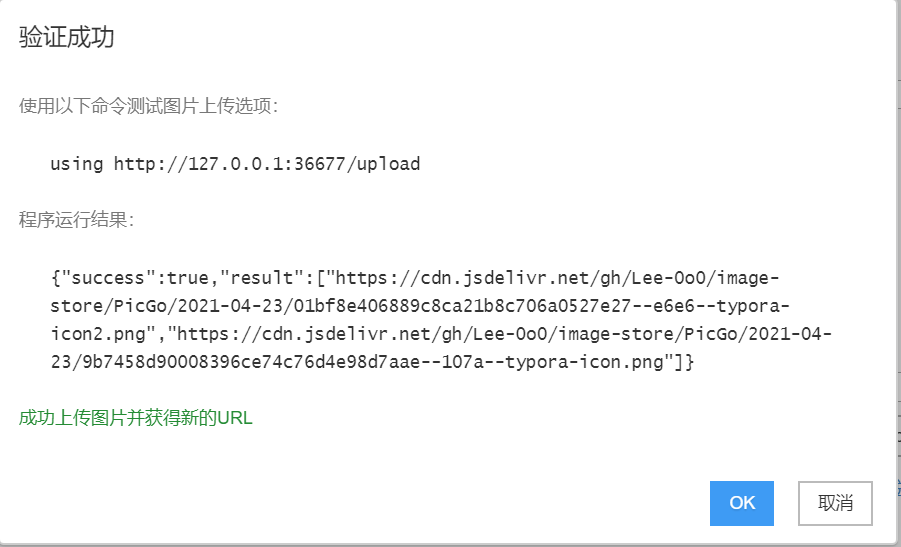 验证成功
使用以下命令测试图片上传选项：
using http://127.0.0.1:36677/upload
程序运行结果：
{"success":true,"result":["https://cdn.jsdelivr.net/gh/Lee-0o0/image-
store/PicGo/2021-04-23/01bf8e406889c8ca21b8c706a0527e27--e6e6--typora-
icon2.png","https://cdn.jsdelivr.net/gh/Lee-0o0/image-store/PicGo/2021-04-
23/9b7458d90008396ce74c76d4e98d7aae--107a--typora-icon.png"]}
成功上传图片并获得新的URL
OK
取消